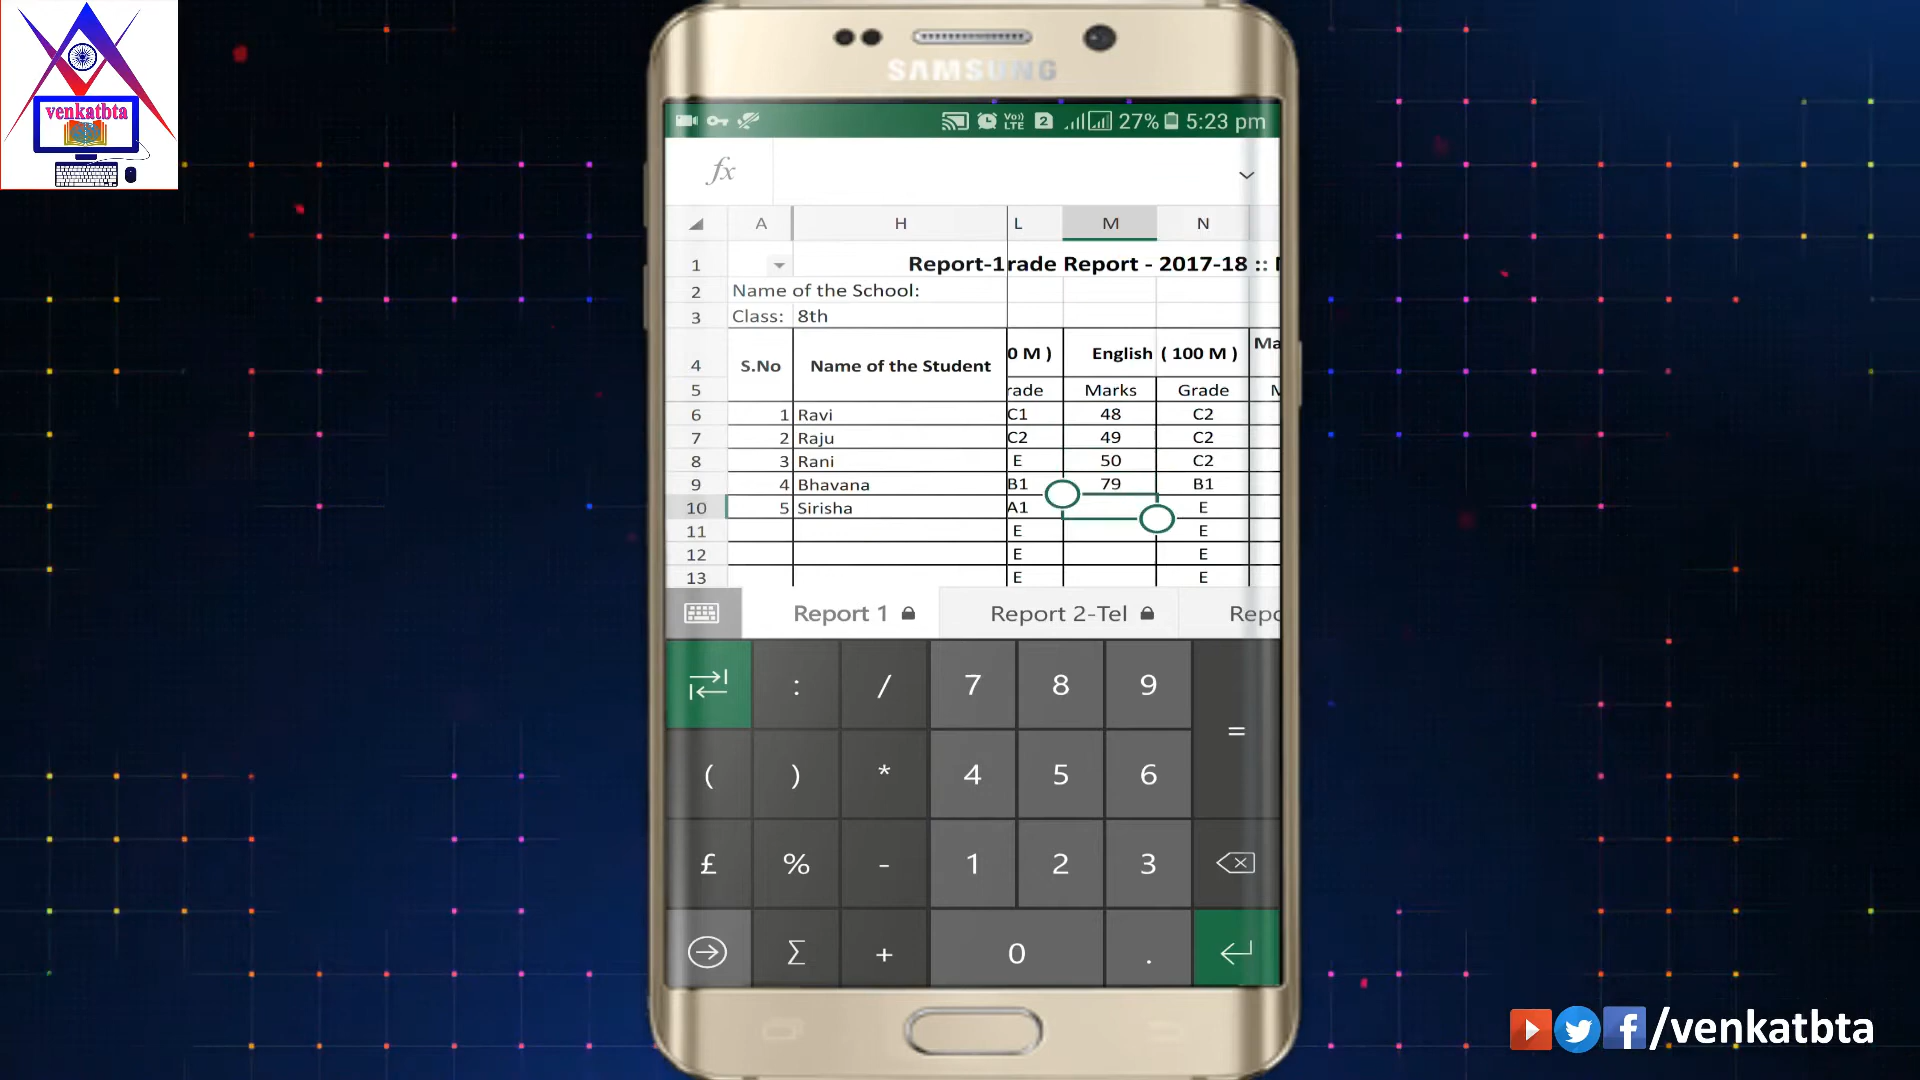 venkatbta
SAMSUNG
Vo)) LTE 2 27% 5:23 pm
fx
A H L M N
1 Report-1rade Report - 2017-18 ::
2 Name of the School:
3 Class: 8th
4 S.No Name of the Student 0 M ) English ( 100 M ) Ma
5 rade Marks Grade M
6 1 Ravi C1 48 C2
7 2 Raju C2 49 C2
8 3 Rani E 50 C2
9 4 Bhavana B1 79 B1
10 5 Sirisha A1 E
11 E E
12 E E
13 E E
Report 1 Report 2-Tel Repo
: / 7 8 9
=
( ) * 4 5 6
£ % - 1 2 3
Σ + 0 .
/venkatbta